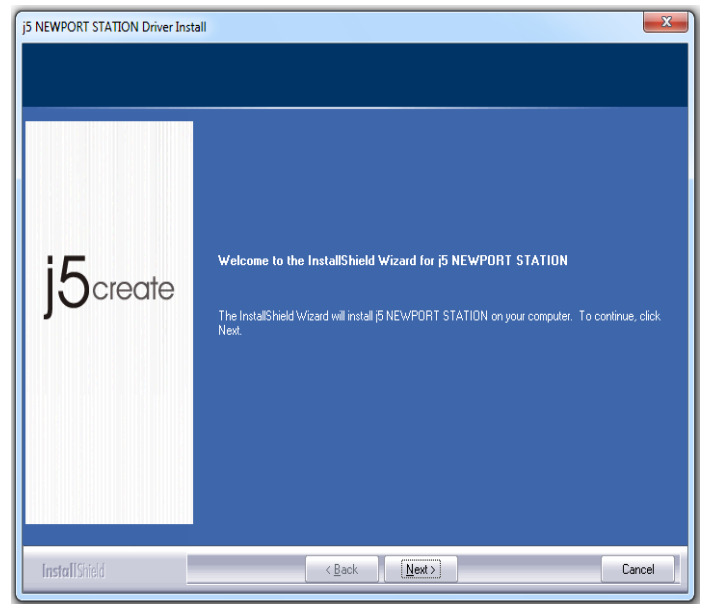 j5 NEWPORT STATION Driver Install
X
j5create
Welcome to the InstallShield Wizard for j5 NEWPORT STATION
The InstallShield Wizard will install j5 NEWPORT STATION on your computer. To continue, click
Next.
InstallShield
< Back
Next >
Cancel